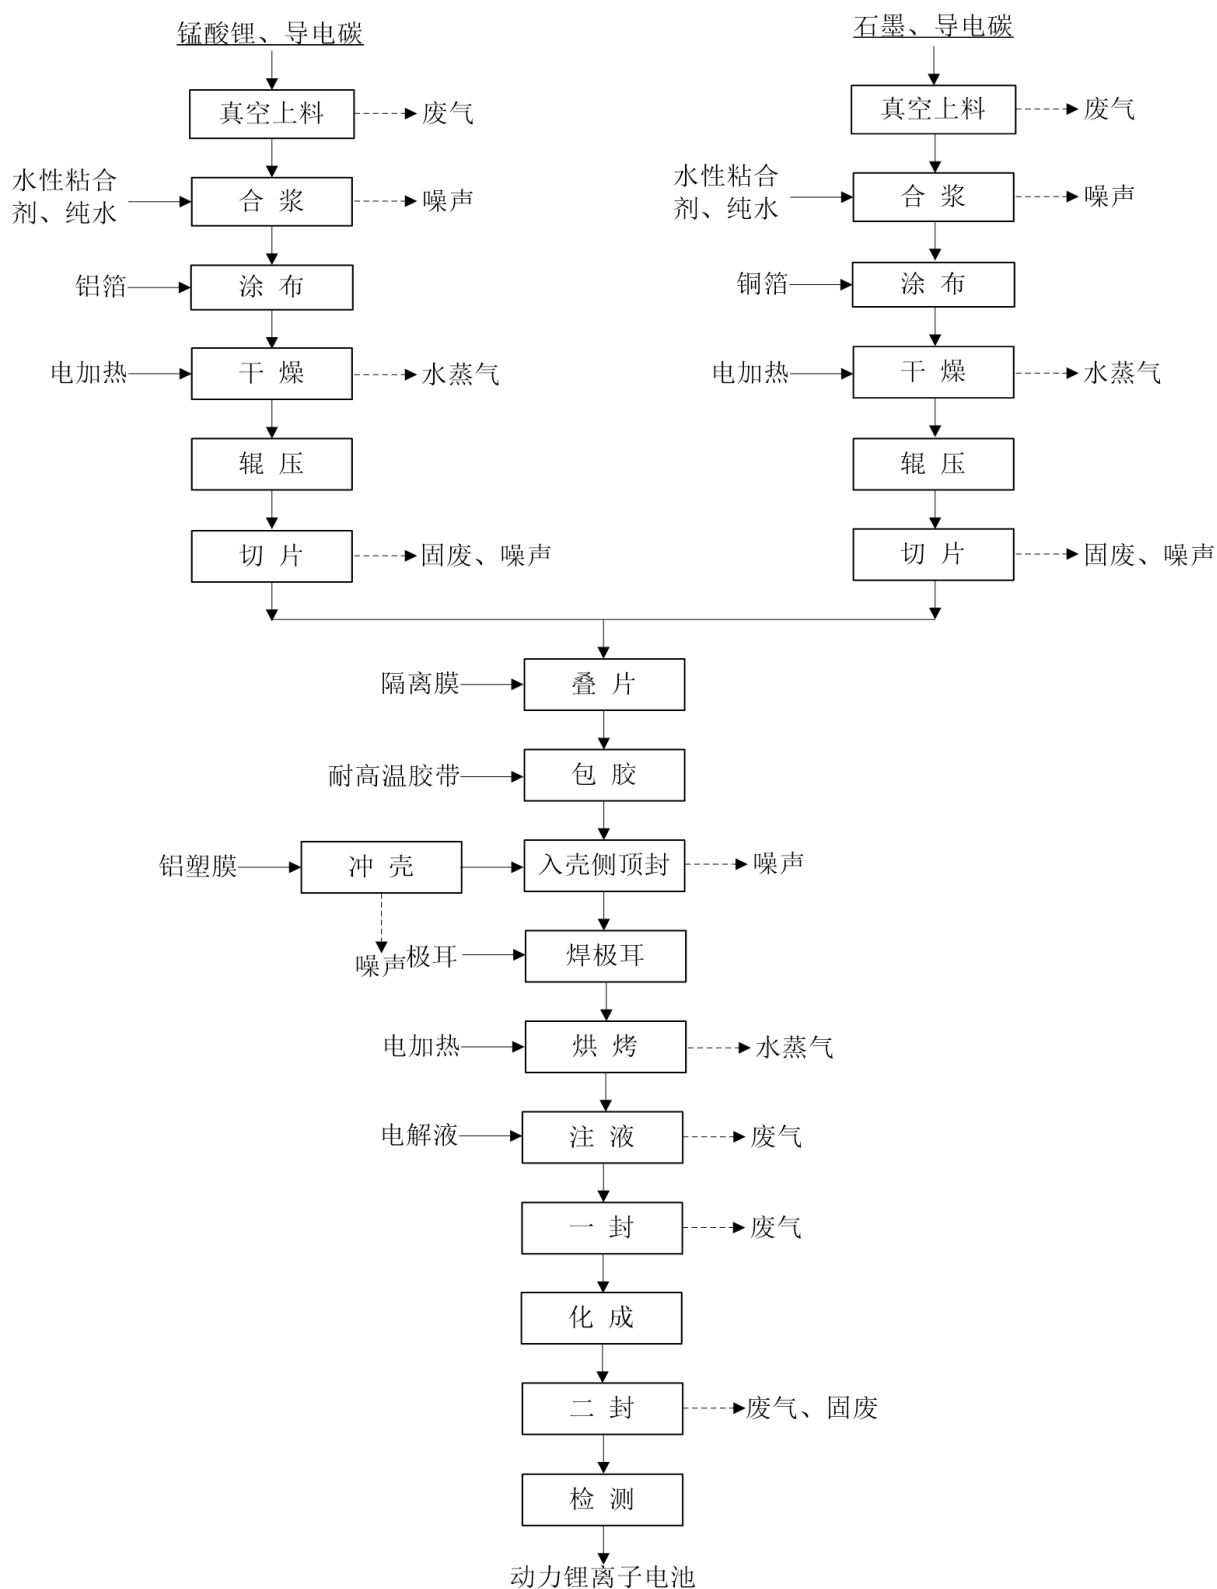 锰酸锂、导电碳
石墨、导电碳
真空上料
废气
真空上料
废气
水性粘合
剂、纯水
合 浆
噪声
水性粘合
剂、纯水
合 浆
噪声
铝箔
涂 布
铜箔
涂 布
电加热
干 燥
水蒸气
电加热
干 燥
水蒸气
辊 压
辊 压
切 片
固废、噪声
切 片
固废、噪声
隔离膜
叠 片
耐高温胶带
包 胶
铝塑膜
冲 壳
入壳侧顶封
噪声
噪声
极耳
焊极耳
电加热
烘 烤
水蒸气
电解液
注 液
废气
一 封
废气
化 成
二 封
废气、固废
检 测
动力锂离子电池